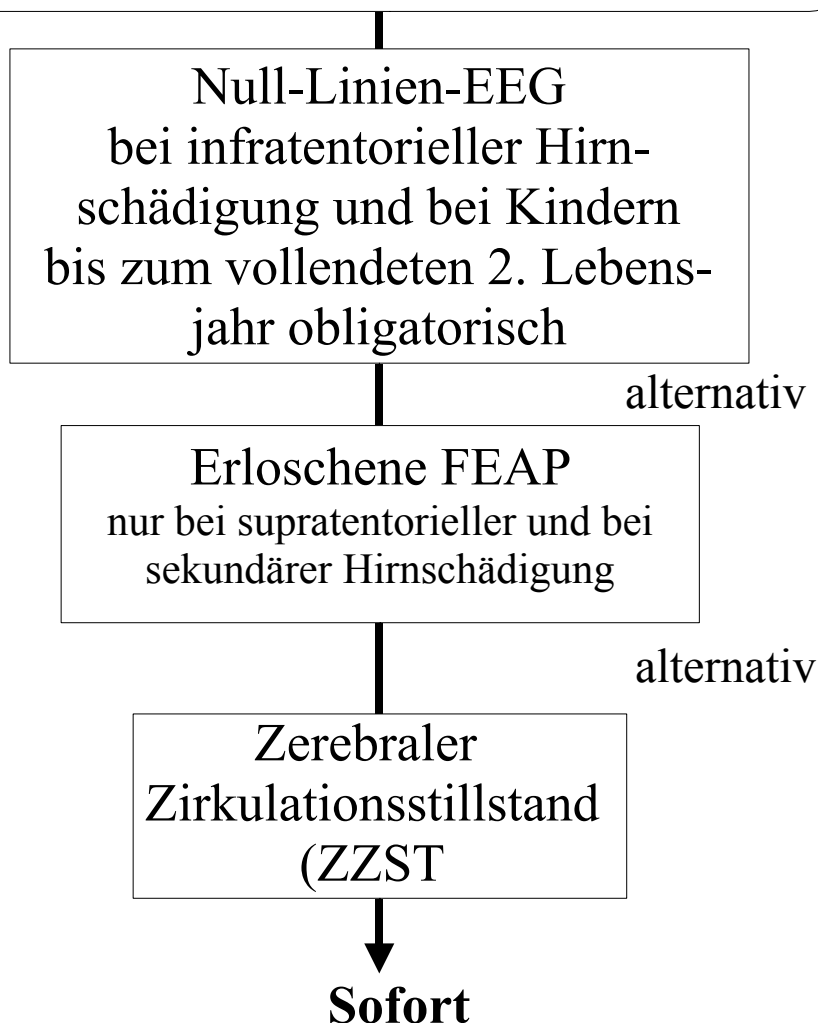 Null-Linien-EEG
bei infratentorieller Hirn-
schädigung und bei Kindern
bis zum vollendeten 2. Lebens-
jahr obligatorisch
alternativ
Erloschene FEAP
nur bei supratentorieller und bei
sekundärer Hirnschädigung
alternativ
Zerebraler
Zirkulationsstillstand
(ZZST
Sofort